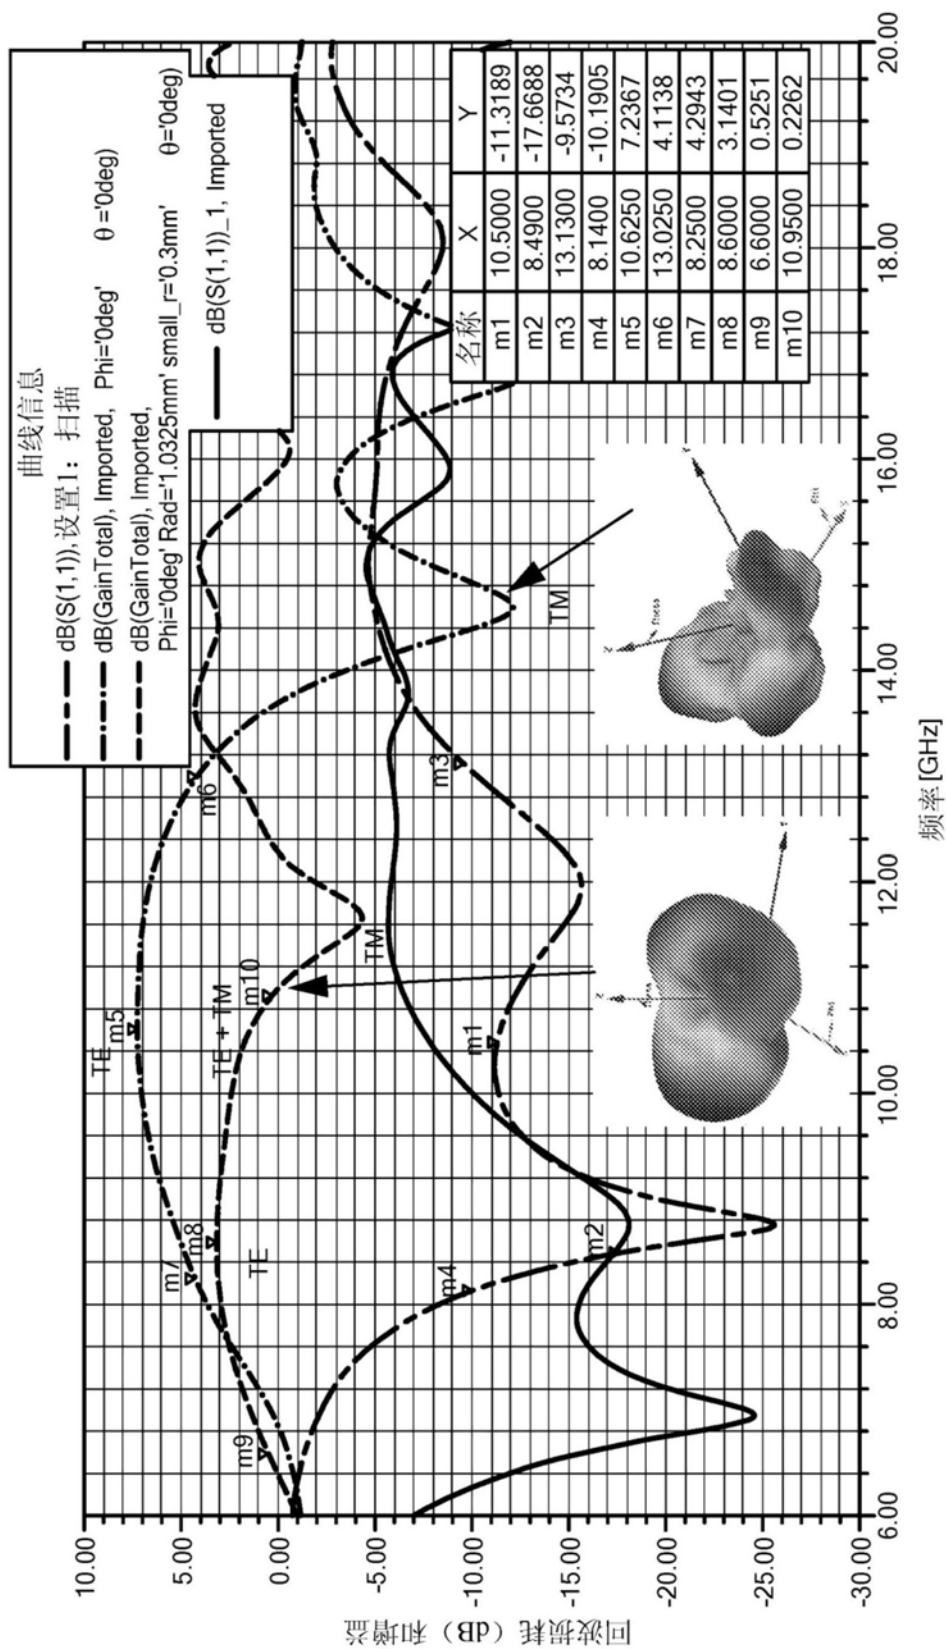 曲线信息
dB(S(1,1)),设置1：扫描
dB(GainTotal), Imported, Phi='0deg' θ='0deg)
dB(GainTotal), Imported,
Phi='0deg' Rad='1.0325mm' small_r='0.3mm' θ='0deg)
dB(S(1,1))_1, Imported
名称 X Y
m1 10.5000 -11.3189
m2 8.4900 -17.6688
m3 13.1300 -9.5734
m4 8.1400 -10.1905
m5 10.6250 7.2367
m6 13.0250 4.1138
m7 8.2500 4.2943
m8 8.6000 3.1401
m9 6.6000 0.5251
m10 10.9500 0.2262
回波损耗（dB）和增益
10.00
5.00
0.00
-5.00
-10.00
-15.00
-20.00
-25.00
-30.00
TE
m5
m6
m7
m8
TE + TM
m10
m9
TE
TM
m3
m1
m4
m2
TM
6.00 8.00 10.00 12.00 14.00 16.00 18.00 20.00
频率 [GHz]